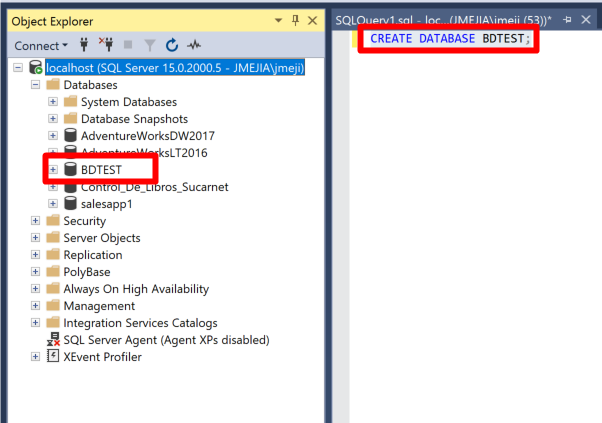 Object Explorer
Connect
localhost (SQL Server 15.0.2000.5 - JMEJIA\jmeji)
Databases
System Databases
Database Snapshots
AdventureWorksDW2017
AdventureWorksLT2016
BDTEST
Control_De_Libros_Sucarnet
salesapp1
Security
Server Objects
Replication
PolyBase
Always On High Availability
Management
Integration Services Catalogs
SQL Server Agent (Agent XPs disabled)
XEvent Profiler
SQLQuery1.sql - loc...(JMEJIA\jmeji (53))*
CREATE DATABASE BDTEST;